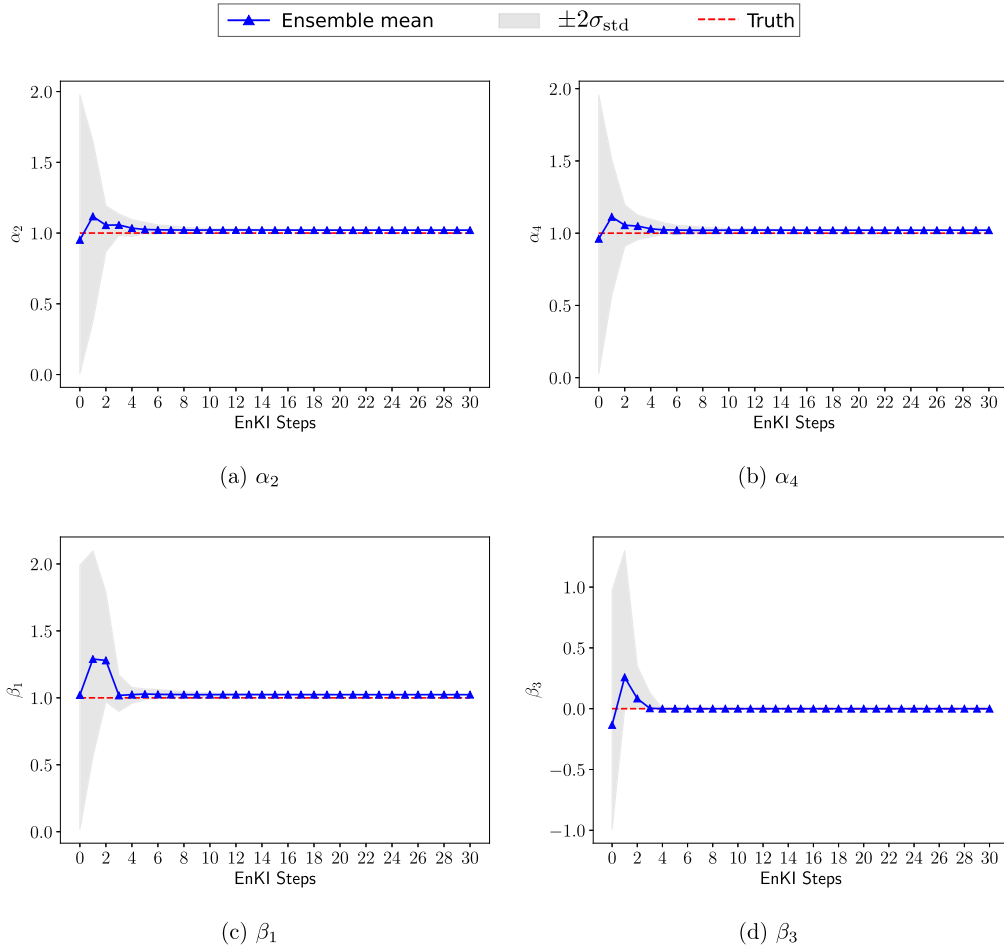 Ensemble mean ±2σ_std Truth
2.0
1.5
1.0
0.5
0.0
α₂
0 2 4 6 8 10 12 14 16 18 20 22 24 26 28 30
EnKI Steps
(a) α₂
2.0
1.5
1.0
0.5
0.0
α₄
0 2 4 6 8 10 12 14 16 18 20 22 24 26 28 30
EnKI Steps
(b) α₄
2.0
1.5
1.0
0.5
0.0
β₁
0 2 4 6 8 10 12 14 16 18 20 22 24 26 28 30
EnKI Steps
(c) β₁
1.0
0.5
0.0
−0.5
−1.0
β₃
0 2 4 6 8 10 12 14 16 18 20 22 24 26 28 30
EnKI Steps
(d) β₃